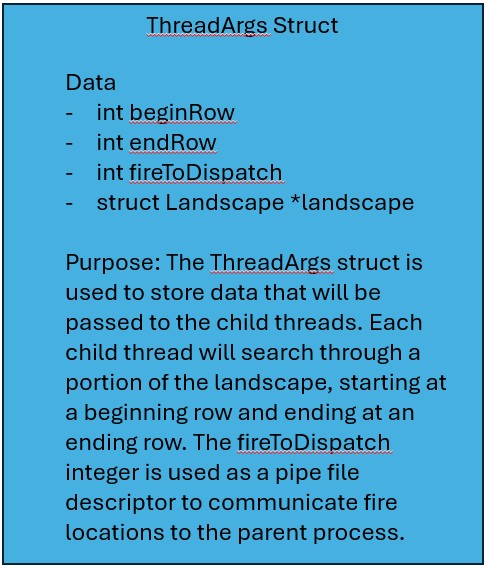 ThreadArgs Struct
Data
- int beginRow
- int endRow
- int fireToDispatch
- struct Landscape *landscape
Purpose: The ThreadArgs struct is
used to store data that will be
passed to the child threads. Each
child thread will search through a
portion of the landscape, starting at
a beginning row and ending at an
ending row. The fireToDispatch
integer is used as a pipe file
descriptor to communicate fire
locations to the parent process.